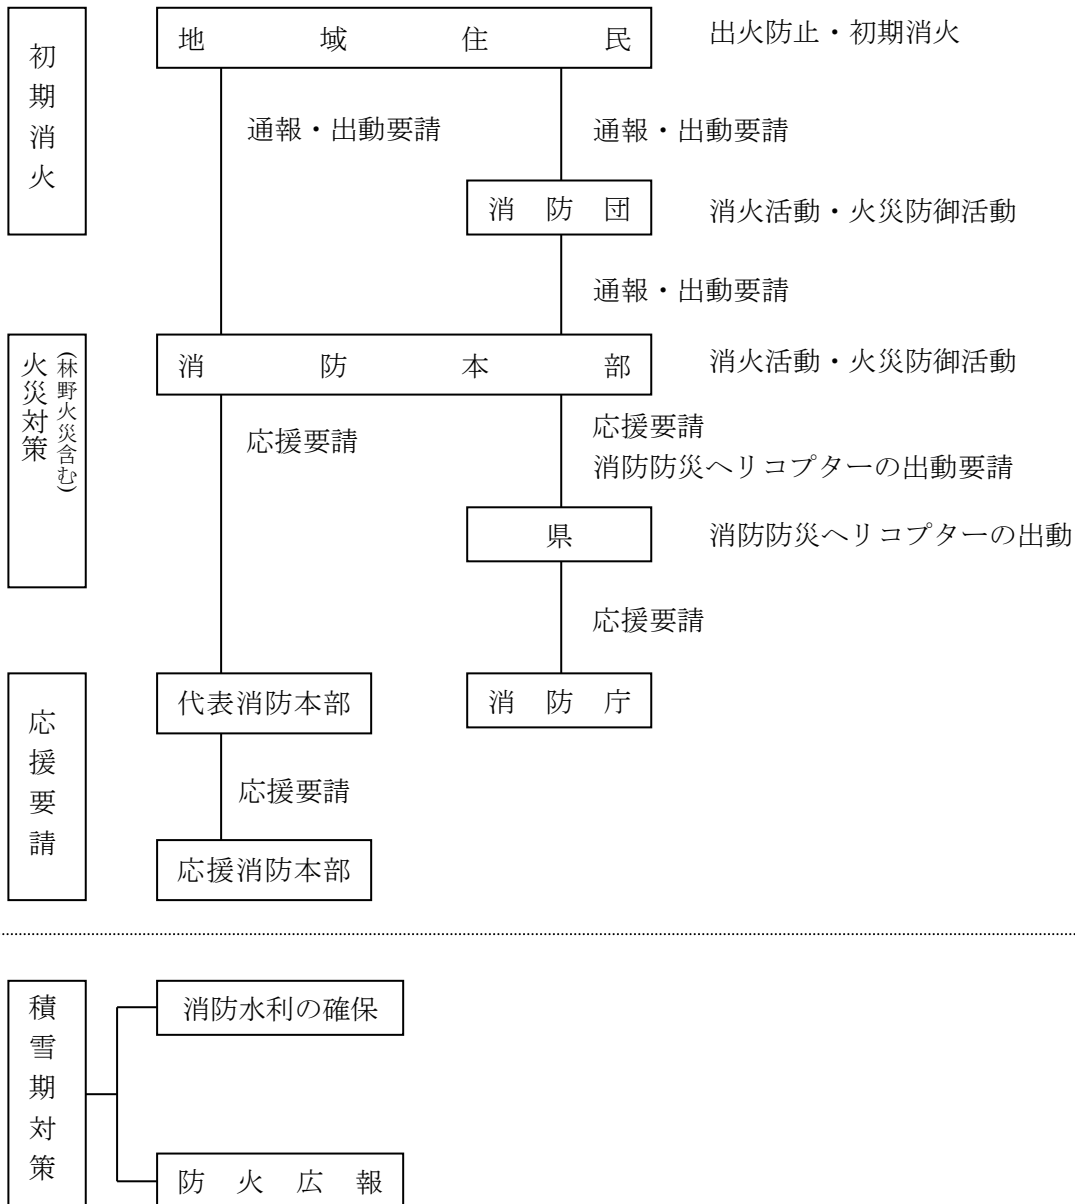 初期消火
地域住民
出火防止・初期消火
通報・出動要請
通報・出動要請
消防団
消火活動・火災防御活動
通報・出動要請
火災対策
(林野火災含む)
消防本部
消火活動・火災防御活動
応援要請
応援要請
消防防災ヘリコプターの出動要請
県
消防防災ヘリコプターの出動
応援要請
応援要請
代表消防本部
消防庁
応援要請
応援消防本部
積雪期対策
消防水利の確保
防火広報